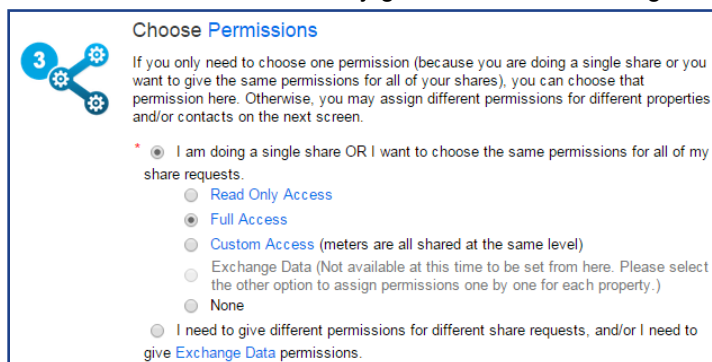 Choose Permissions
3
If you only need to choose one permission (because you are doing a single share or you
want to give the same permissions for all of your shares), you can choose that
permission here. Otherwise, you may assign different permissions for different properties
and/or contacts on the next screen.
* I am doing a single share OR I want to choose the same permissions for all of my
share requests.
Read Only Access
Full Access
Custom Access (meters are all shared at the same level)
Exchange Data (Not available at this time to be set from here. Please select
the other option to assign permissions one by one for each property.)
None
I need to give different permissions for different share requests, and/or I need to
give Exchange Data permissions.